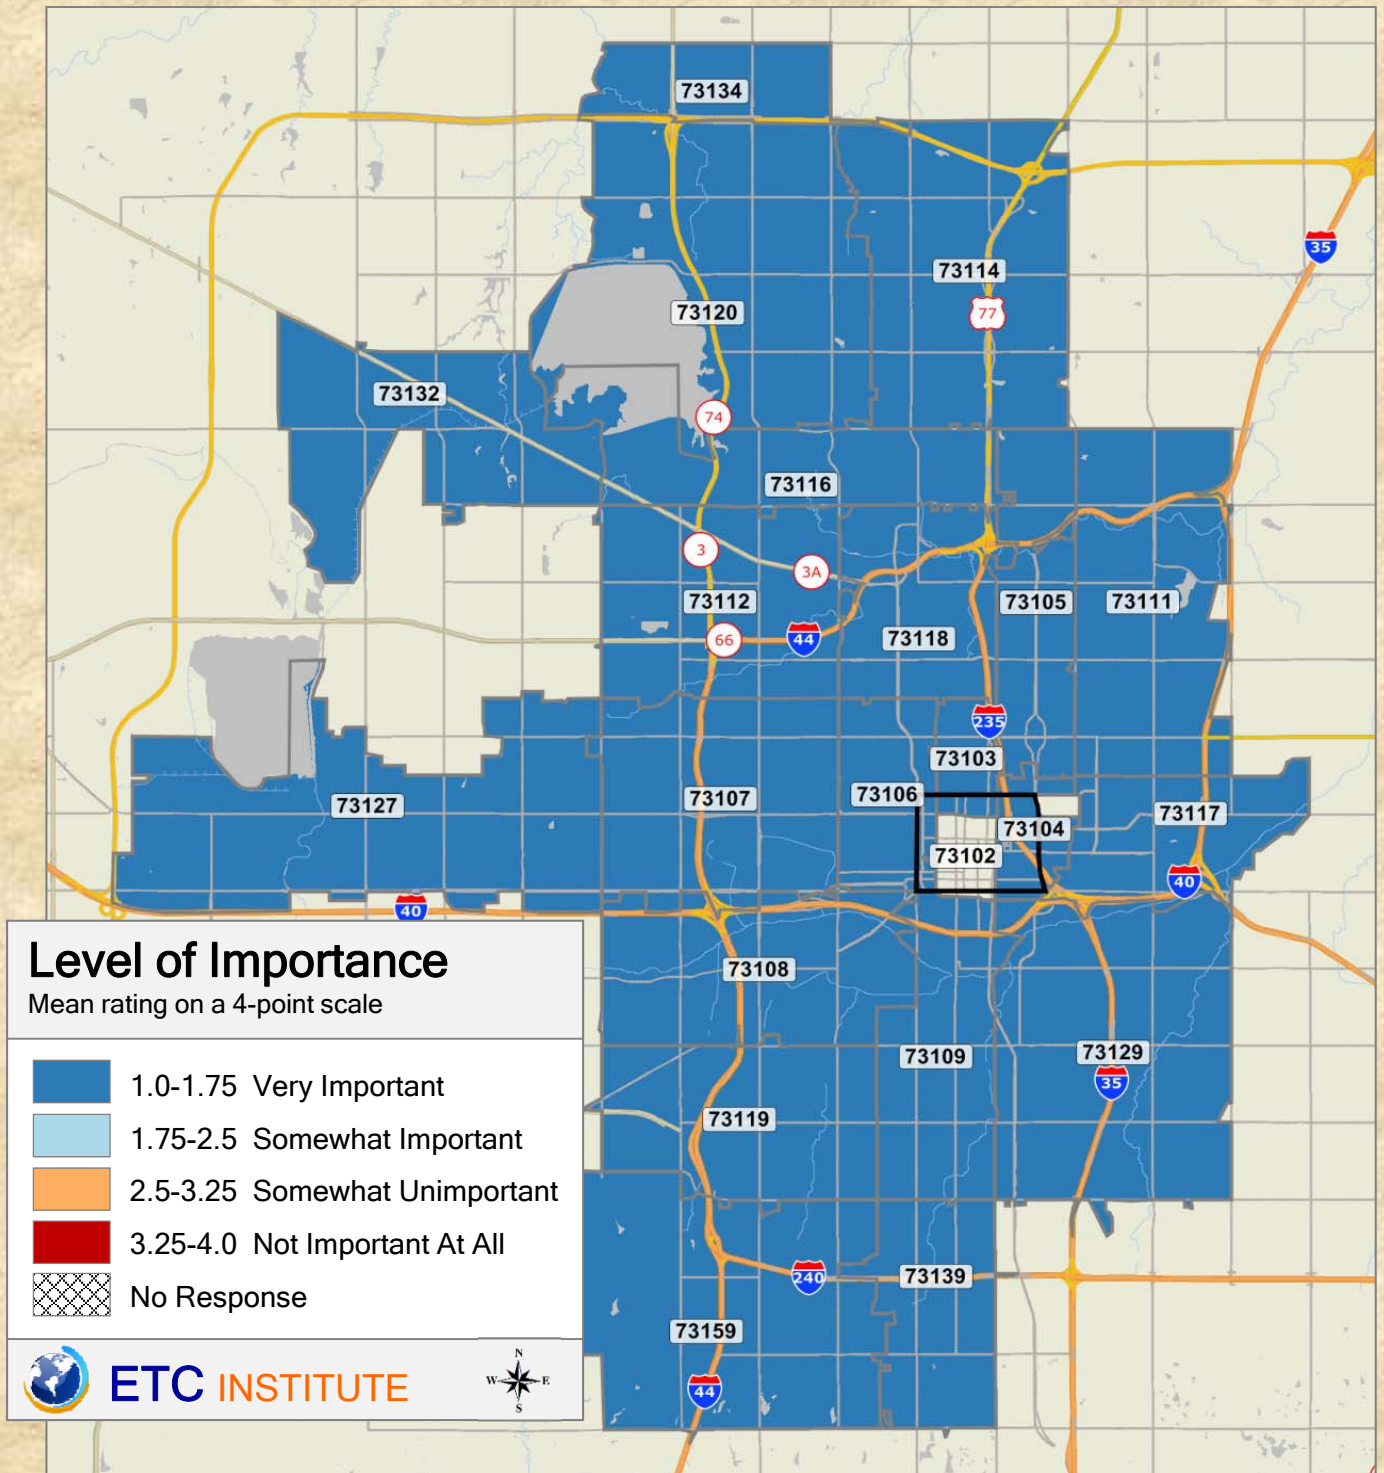 73134
35
73114
77
73120
73132
74
73116
3
3A
73112
73105
73111
66
44
73118
235
73103
73106
73107
73127
73117
73104
73102
40
40
Level of Importance
Mean rating on a 4-point scale
1.0-1.75 Very Important
1.75-2.5 Somewhat Important
2.5-3.25 Somewhat Unimportant
3.25-4.0 Not Important At All
No Response
ETC INSTITUTE
N
W E
S
73108
73109
73129
35
73119
240
73139
73159
44